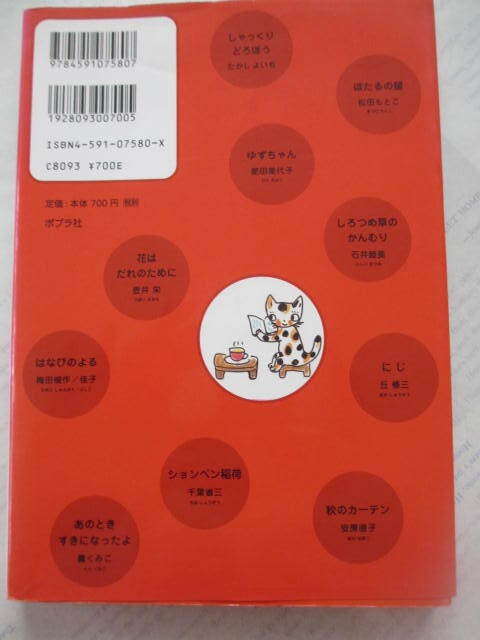 9784591075807
1928093007005
ISBN4-591-07580-X
C8093 ¥700E
定価:本体700円 税別
ポプラ社
しゃっくり
どろぼう
たかしよいち
ほたるの星
松田もとこ
ゆずちゃん
肥田美代子
しろつめ草の
かんむり
石井睦美
花は
だれのために
壺井 栄
はなびのよる
梅田俊作/佳子
にじ
丘 修三
ションベン稲荷
千葉省三
秋のカーテン
安房直子
あのとき
すきになったよ
薫くみこ